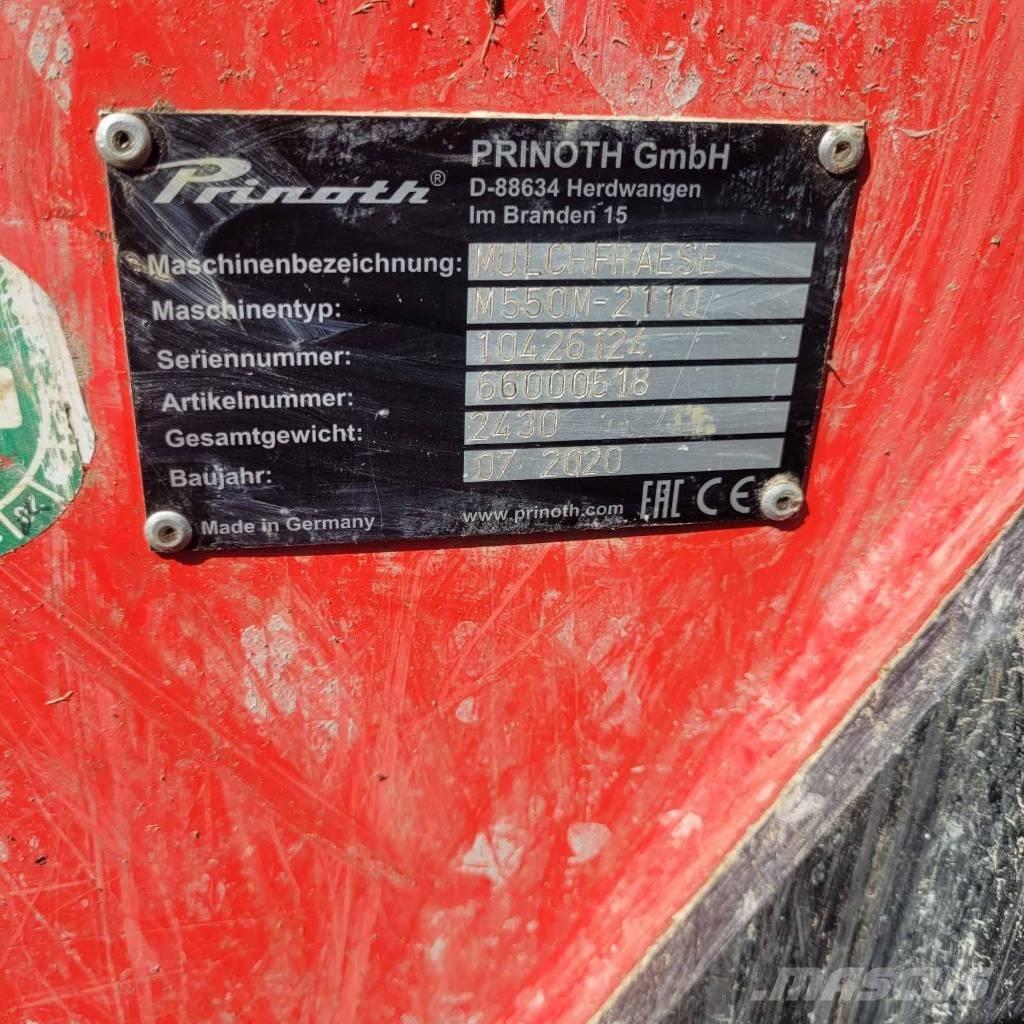 Prinoth®
PRINOTH GmbH
D-88634 Herdwangen
Im Branden 15
Maschinenbezeichnung: MULCHFRAESE
Maschinentyp: M550M-2110
Seriennummer: 10426124
Artikelnummer: 66000518
Gesamtgewicht: 2430
Baujahr: 07 2020
Made in Germany
www.prinoth.com
EAC CE
MASCUS